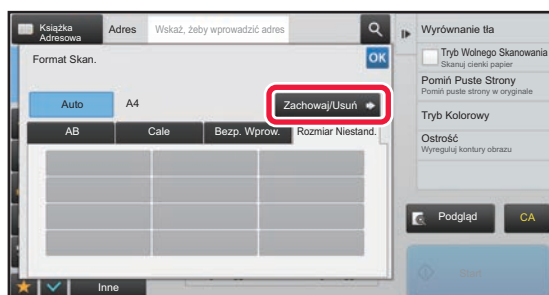 Książka
Adresowa
Adres
Wskaż, żeby wprowadzić adres
Format Skan.
OK
Auto
A4
Zachowaj/Usuń
AB
Cale
Bezp. Wprow.
Rozmiar Niestand.
Inne
Wyrównanie tła
Tryb Wolnego Skanowania
Skanuj cienki papier
Pomiń Puste Strony
Pomiń puste strony w oryginale
Tryb Kolorowy
Ostrość
Wyreguluj kontury obrazu
Podgląd
CA
Start